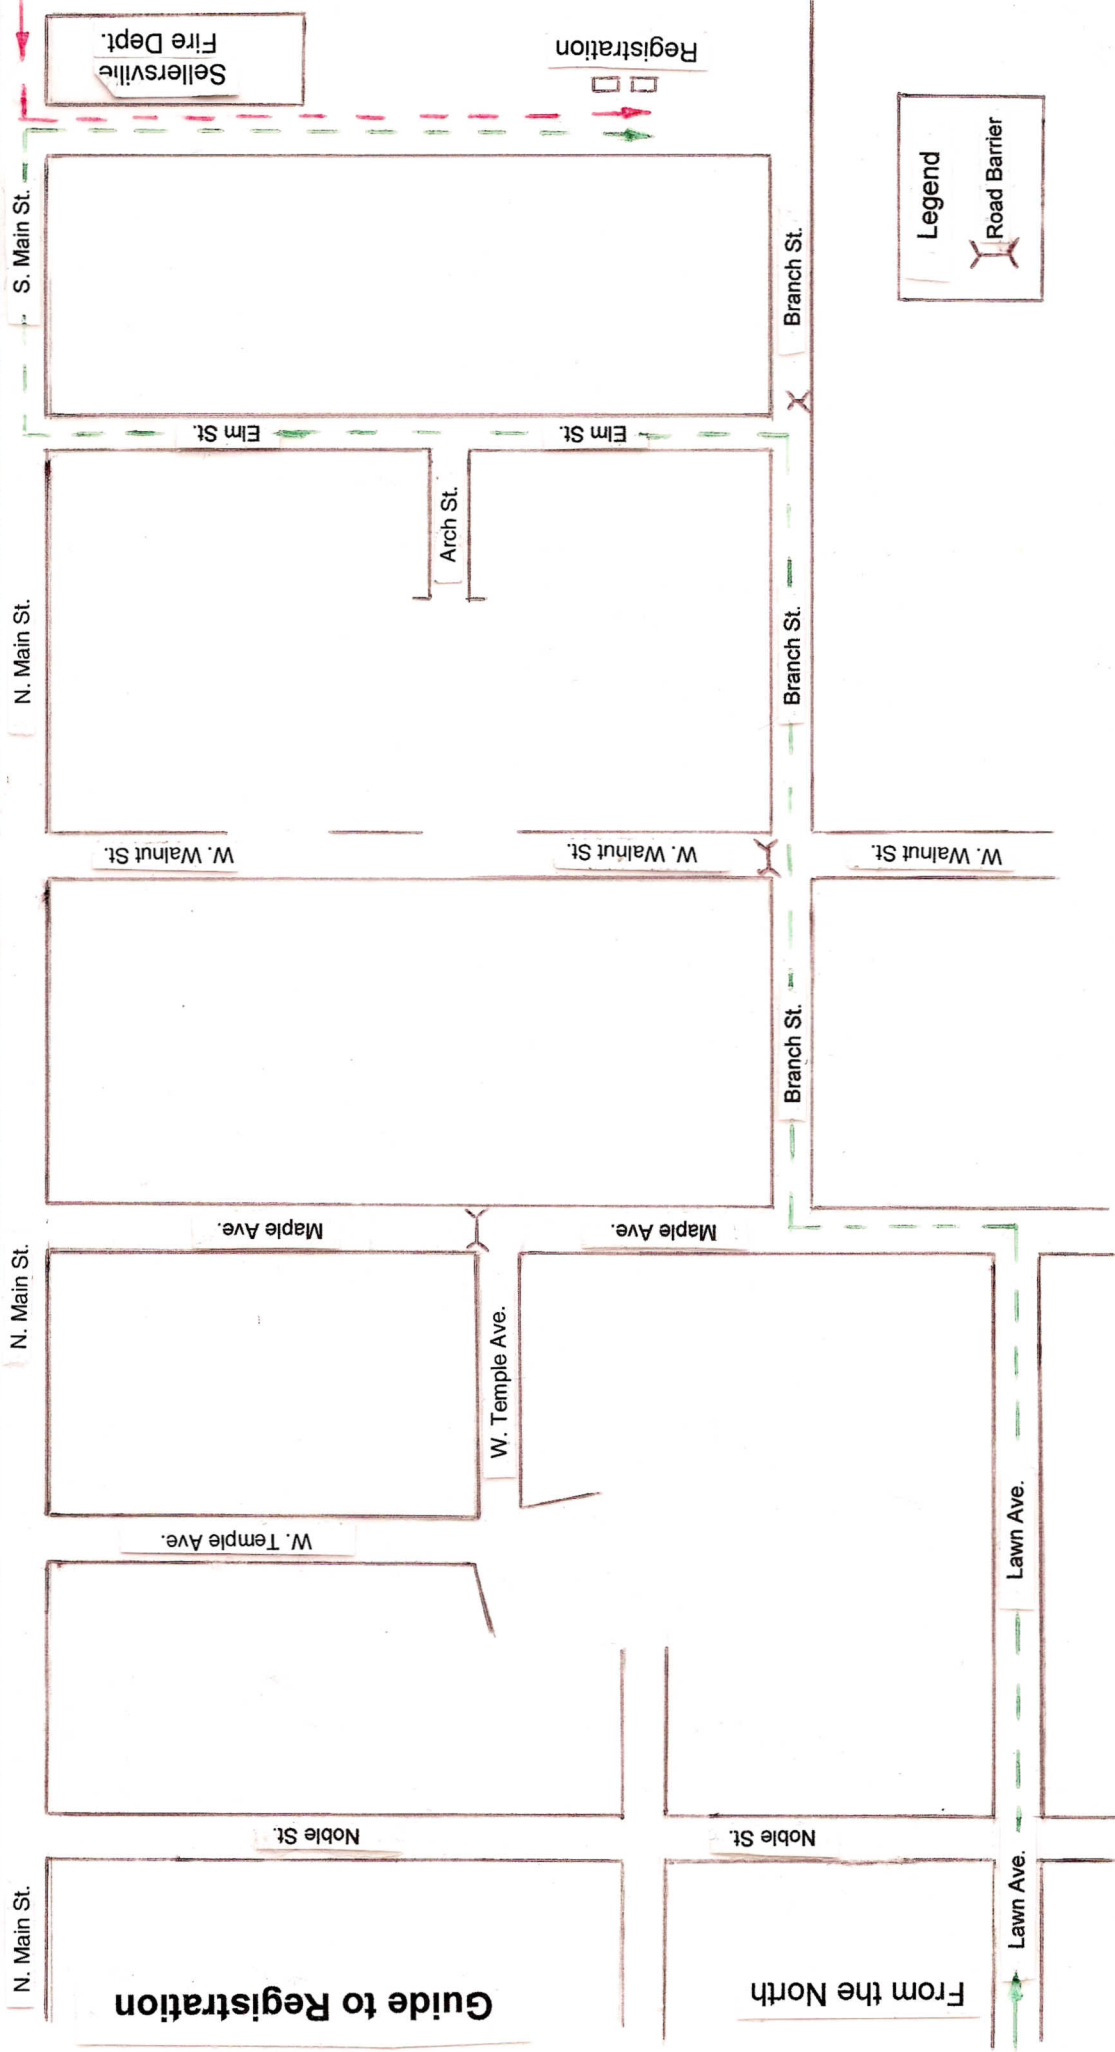 Guide to Registration
From the North
N. Main St.
Noble St.
Noble St.
Lawn Ave.
Lawn Ave.
W. Temple Ave.
W. Temple Ave.
N. Main St.
Maple Ave.
Maple Ave.
Branch St.
W. Walnut St.
W. Walnut St.
W. Walnut St.
N. Main St.
Arch St.
Branch St.
Elm St.
Elm St.
S. Main St.
Branch St.
Sellersville
Fire Dept.
Registration
Legend
Road Barrier